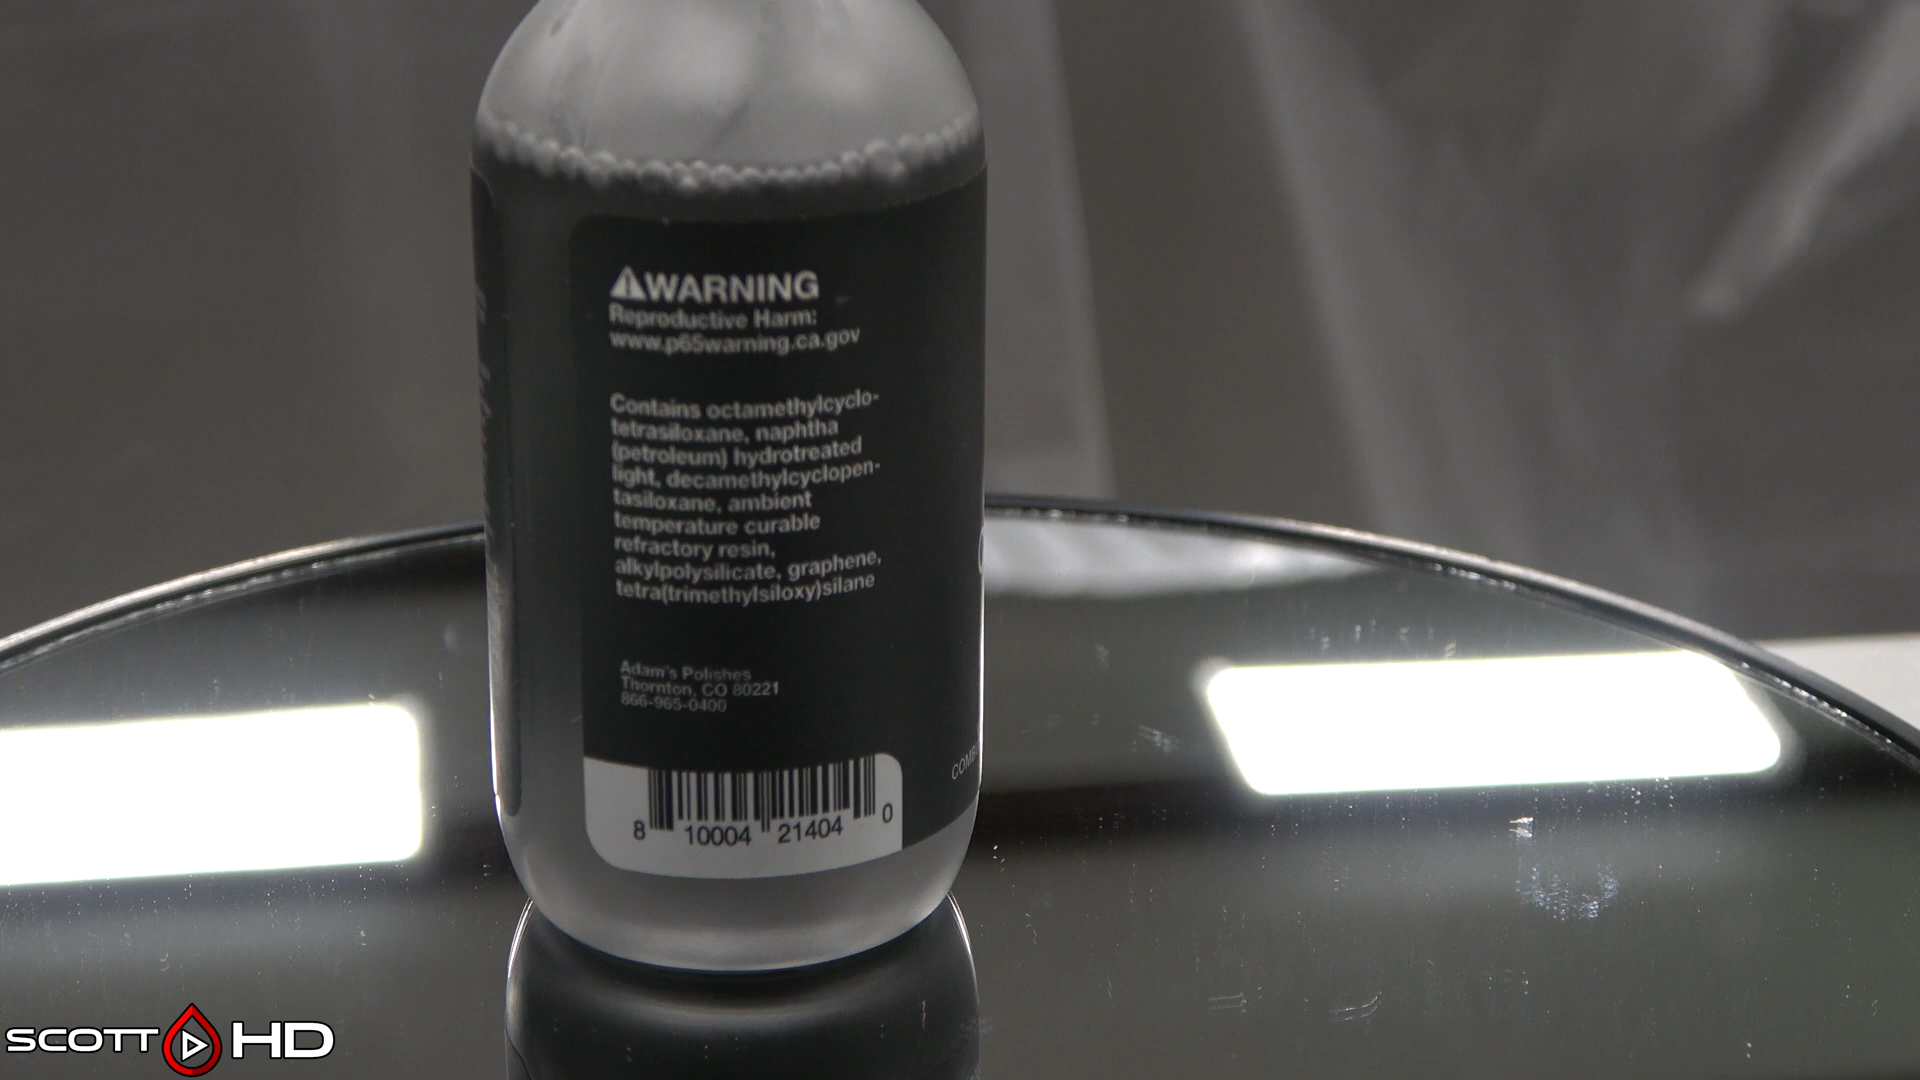 WARNING
Reproductive Harm:
www.p65warning.ca.gov
Contains octamethylcyclo-
tetrasiloxane, naphtha
(petroleum) hydrotreated
light, decamethylcyclopen-
tasiloxane, ambient
temperature curable
refractory resin,
alkylpolysilicate, graphene,
tetra(trimethylsiloxy)silane
Adam's Polishes
Thornton, CO 80221
866-965-0400
8 10004 21404 0
SCOTT HD